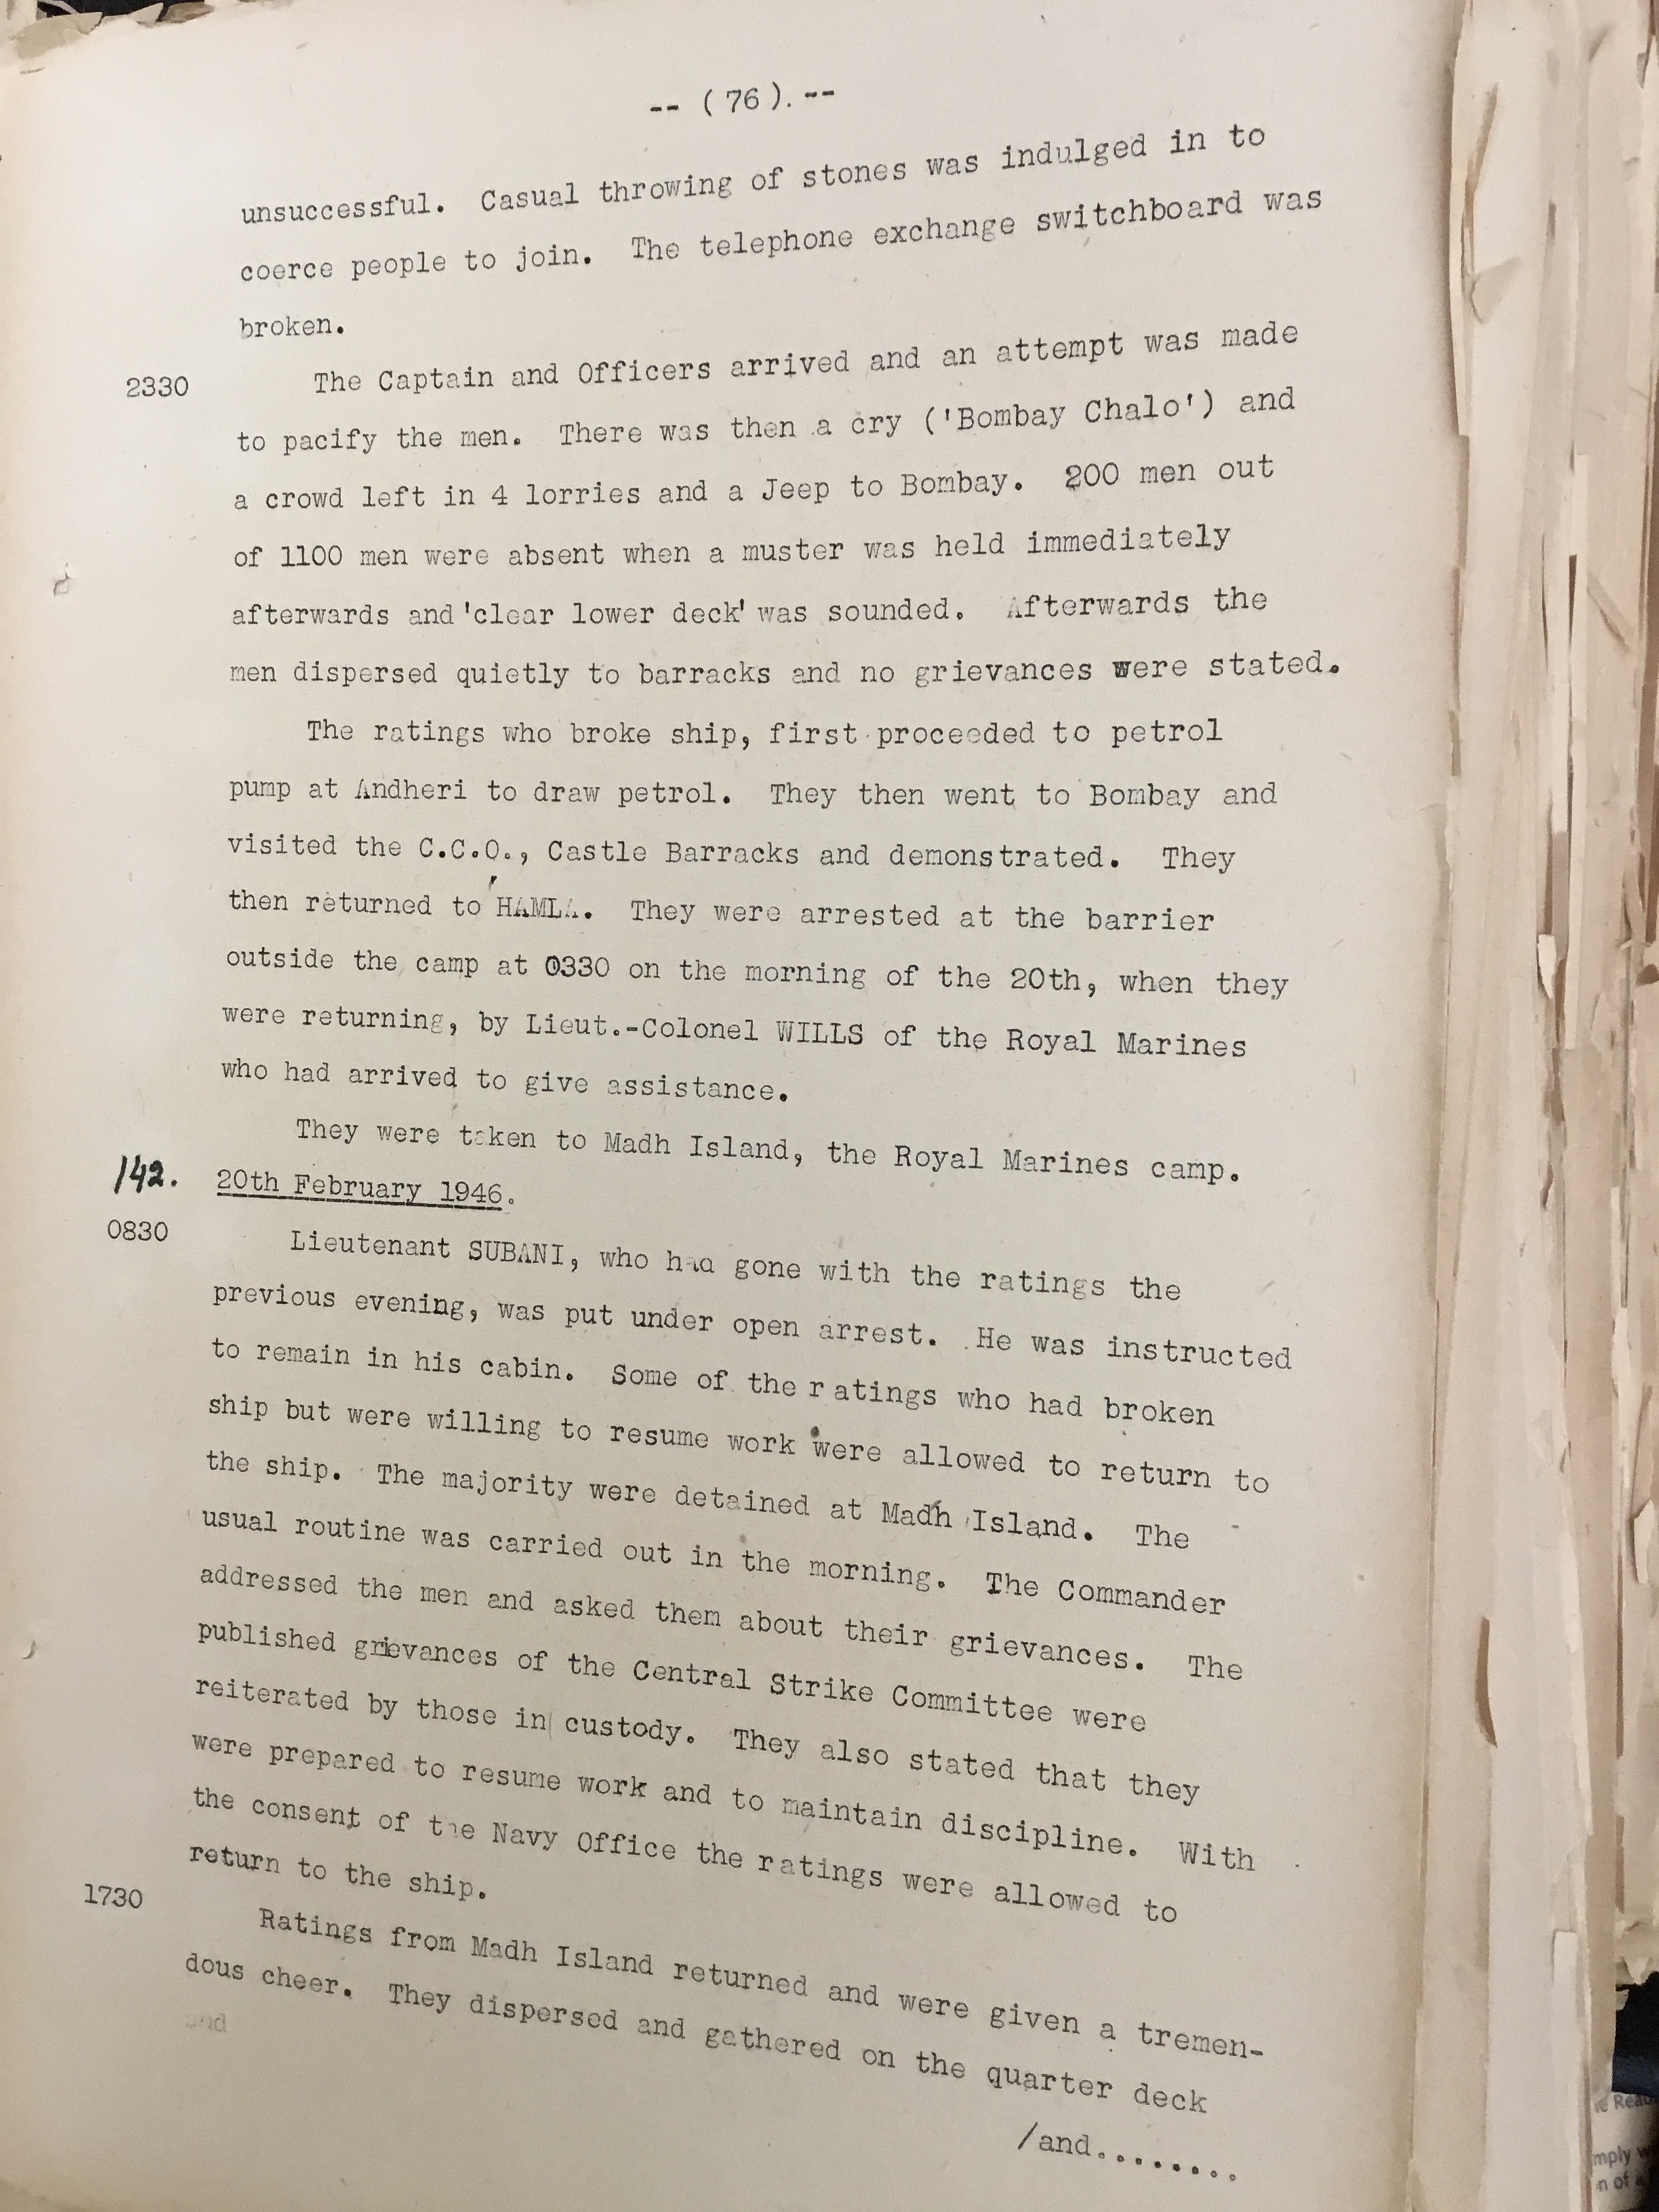 -- ( 76 ). --
unsuccessful. Casual throwing of stones was indulged in to
coerce people to join. The telephone exchange switchboard was
broken.
2330 The Captain and Officers arrived and an attempt was made
to pacify the men. There was then a cry ('Bombay Chalo') and
a crowd left in 4 lorries and a Jeep to Bombay. 200 men out
of 1100 men were absent when a muster was held immediately
afterwards and 'clear lower deck' was sounded. Afterwards the
men dispersed quietly to barracks and no grievances were stated.
The ratings who broke ship, first proceeded to petrol
pump at Andheri to draw petrol. They then went to Bombay and
visited the C.C.O., Castle Barracks and demonstrated. They
then returned to HAMLA. They were arrested at the barrier
outside the camp at 0330 on the morning of the 20th, when they
were returning, by Lieut.-Colonel WILLS of the Royal Marines
who had arrived to give assistance.
They were taken to Madh Island, the Royal Marines camp.
142. 20th February 1946.
0830 Lieutenant SUBANI, who had gone with the ratings the
previous evening, was put under open arrest. He was instructed
to remain in his cabin. Some of the ratings who had broken
ship but were willing to resume work were allowed to return to
the ship. The majority were detained at Madh Island. The
usual routine was carried out in the morning. The Commander
addressed the men and asked them about their grievances. The
published grievances of the Central Strike Committee were
reiterated by those in custody. They also stated that they
were prepared to resume work and to maintain discipline. With
the consent of the Navy Office the ratings were allowed to
return to the ship.
1730 Ratings from Madh Island returned and were given a tremen-
dous cheer. They dispersed and gathered on the quarter deck
and
/and........